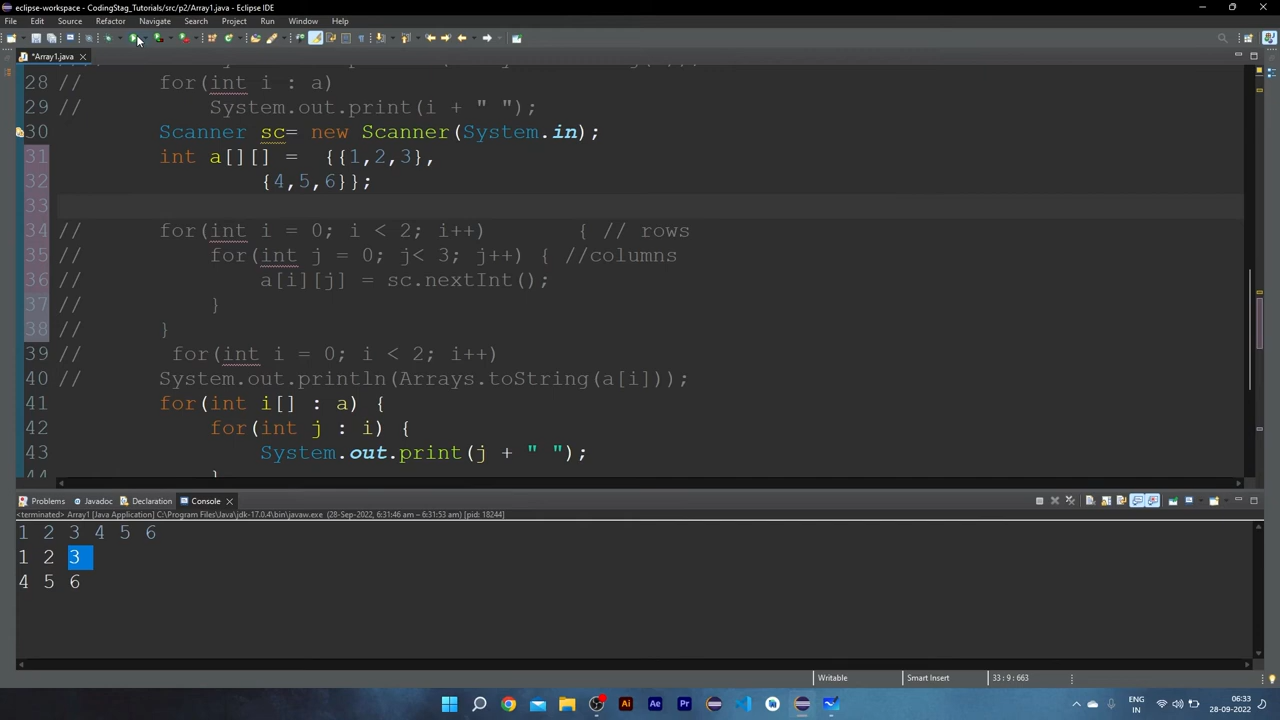 eclipse-workspace - CodingStag_Tutorials/src/p2/Array1.java - Eclipse IDE
File Edit Source Refactor Navigate Search Project Run Window Help
*Array1.java
28 // for(int i : a)
29 // System.out.print(i + " ");
30 Scanner sc= new Scanner(System.in);
31 int a[][] = {{1,2,3},
32 {4,5,6}};
33
34 // for(int i = 0; i < 2; i++) { // rows
35 // for(int j = 0; j< 3; j++) { //columns
36 // a[i][j] = sc.nextInt();
37 // }
38 // }
39 // for(int i = 0; i < 2; i++)
40 // System.out.println(Arrays.toString(a[i]));
41 for(int i[] : a) {
42 for(int j : i) {
43 System.out.print(j + " ");
44 }
Problems Javadoc Declaration Console
<terminated> Array1 [Java Application] C:\Program Files\Java\jdk-17.0.4\bin\javaw.exe (28-Sep-2022, 6:31:46 am – 6:31:53 am) [pid: 18244]
1 2 3 4 5 6
1 2 3
4 5 6
Writable Smart Insert 33 : 9 : 663
Ai Ae Pr ENG 06:33
IN 28-09-2022